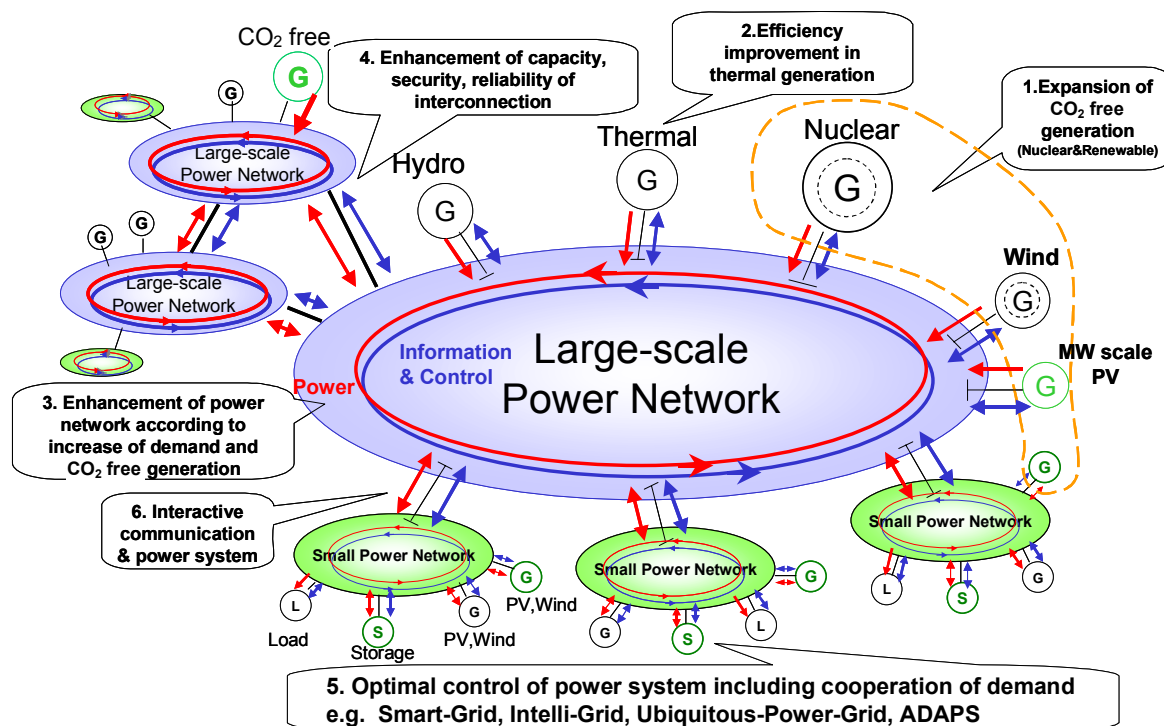 CO₂ free
G
4. Enhancement of capacity,
security, reliability of
interconnection
2.Efficiency
improvement in
thermal generation
1.Expansion of
CO₂ free
generation
(Nuclear&Renewable)
G
Large-scale
Power Network
Hydro
G
Thermal
G
Nuclear
G
G
G
Large-scale
Power Network
Wind
G
Information
& Control
Power
Large-scale
Power Network
MW scale
PV
G
3. Enhancement of power
network according to
increase of demand and
CO₂ free generation
6. Interactive
communication
& power system
Small Power Network
G
PV,Wind
L
Load
S
Storage
G
PV,Wind
Small Power Network
G
G
S
L
Small Power Network
G
L
S
G
5. Optimal control of power system including cooperation of demand
e.g. Smart-Grid, Intelli-Grid, Ubiquitous-Power-Grid, ADAPS